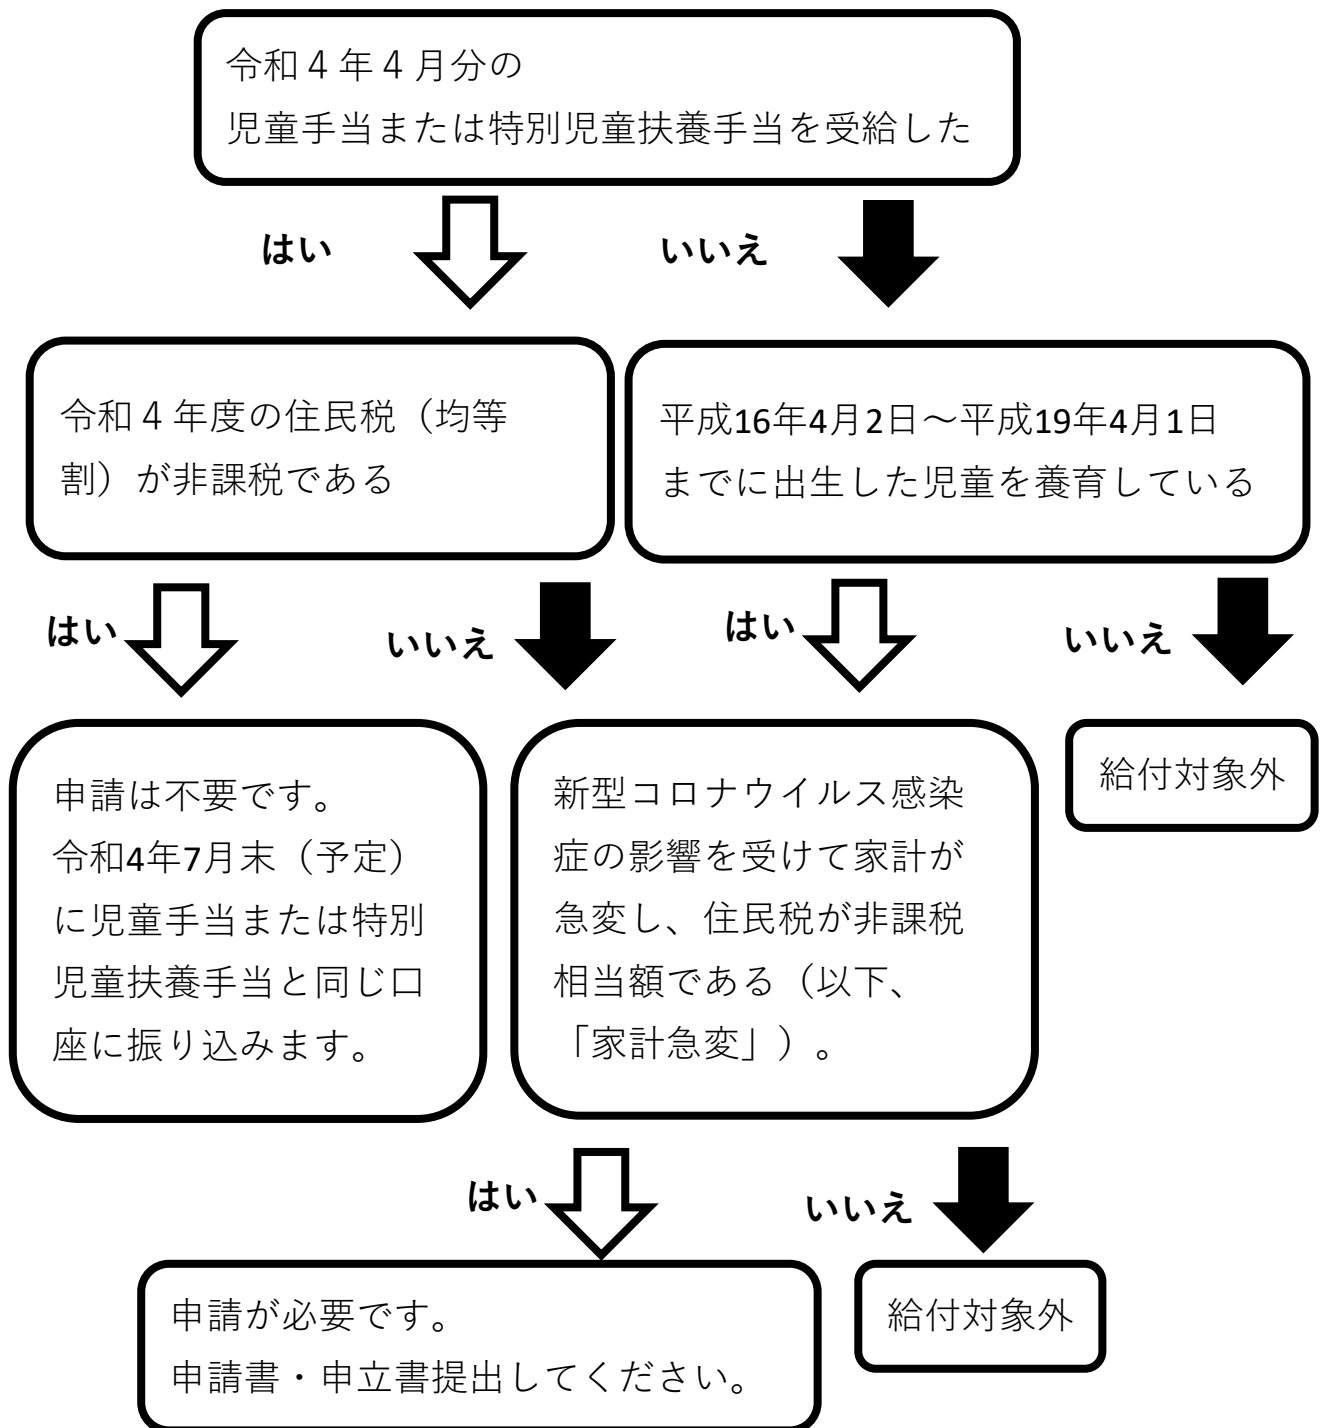 令和４年４月分の
児童手当または特別児童扶養手当を受給した
はい
いいえ
令和４年度の住民税（均等
割）が非課税である
平成16年4月2日～平成19年4月1日
までに出生した児童を養育している
はい
いいえ
はい
いいえ
申請は不要です。
令和4年7月末（予定）
に児童手当または特別
児童扶養手当と同じ口
座に振り込みます。
新型コロナウイルス感染
症の影響を受けて家計が
急変し、住民税が非課税
相当額である（以下、
「家計急変」）。
給付対象外
はい
いいえ
申請が必要です。
申請書・申立書提出してください。
給付対象外